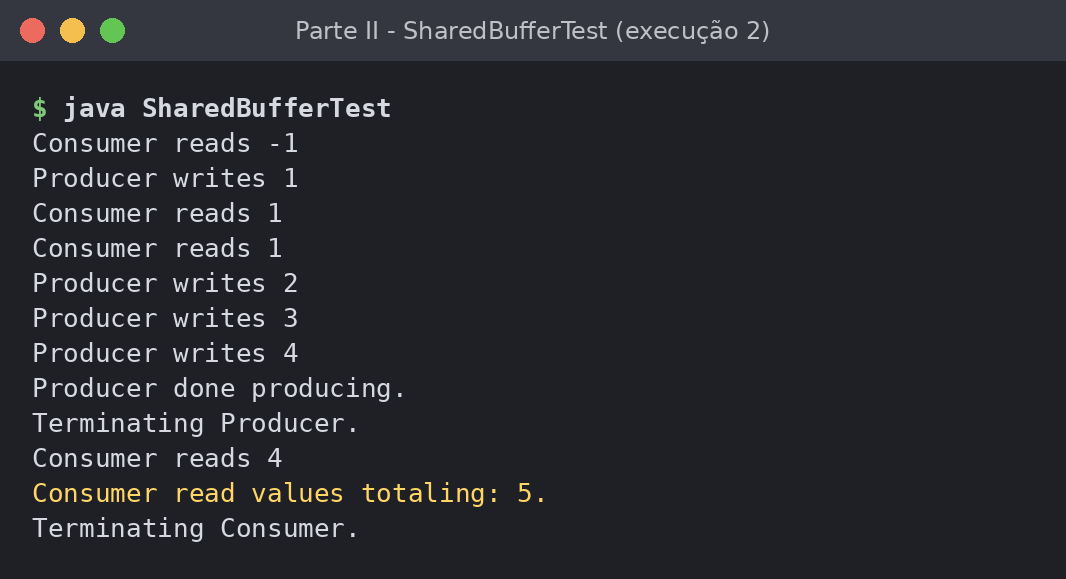 Parte II - SharedBufferTest (execução 2)
$ java SharedBufferTest
Consumer reads -1
Producer writes 1
Consumer reads 1
Consumer reads 1
Producer writes 2
Producer writes 3
Producer writes 4
Producer done producing.
Terminating Producer.
Consumer reads 4
Consumer read values totaling: 5.
Terminating Consumer.